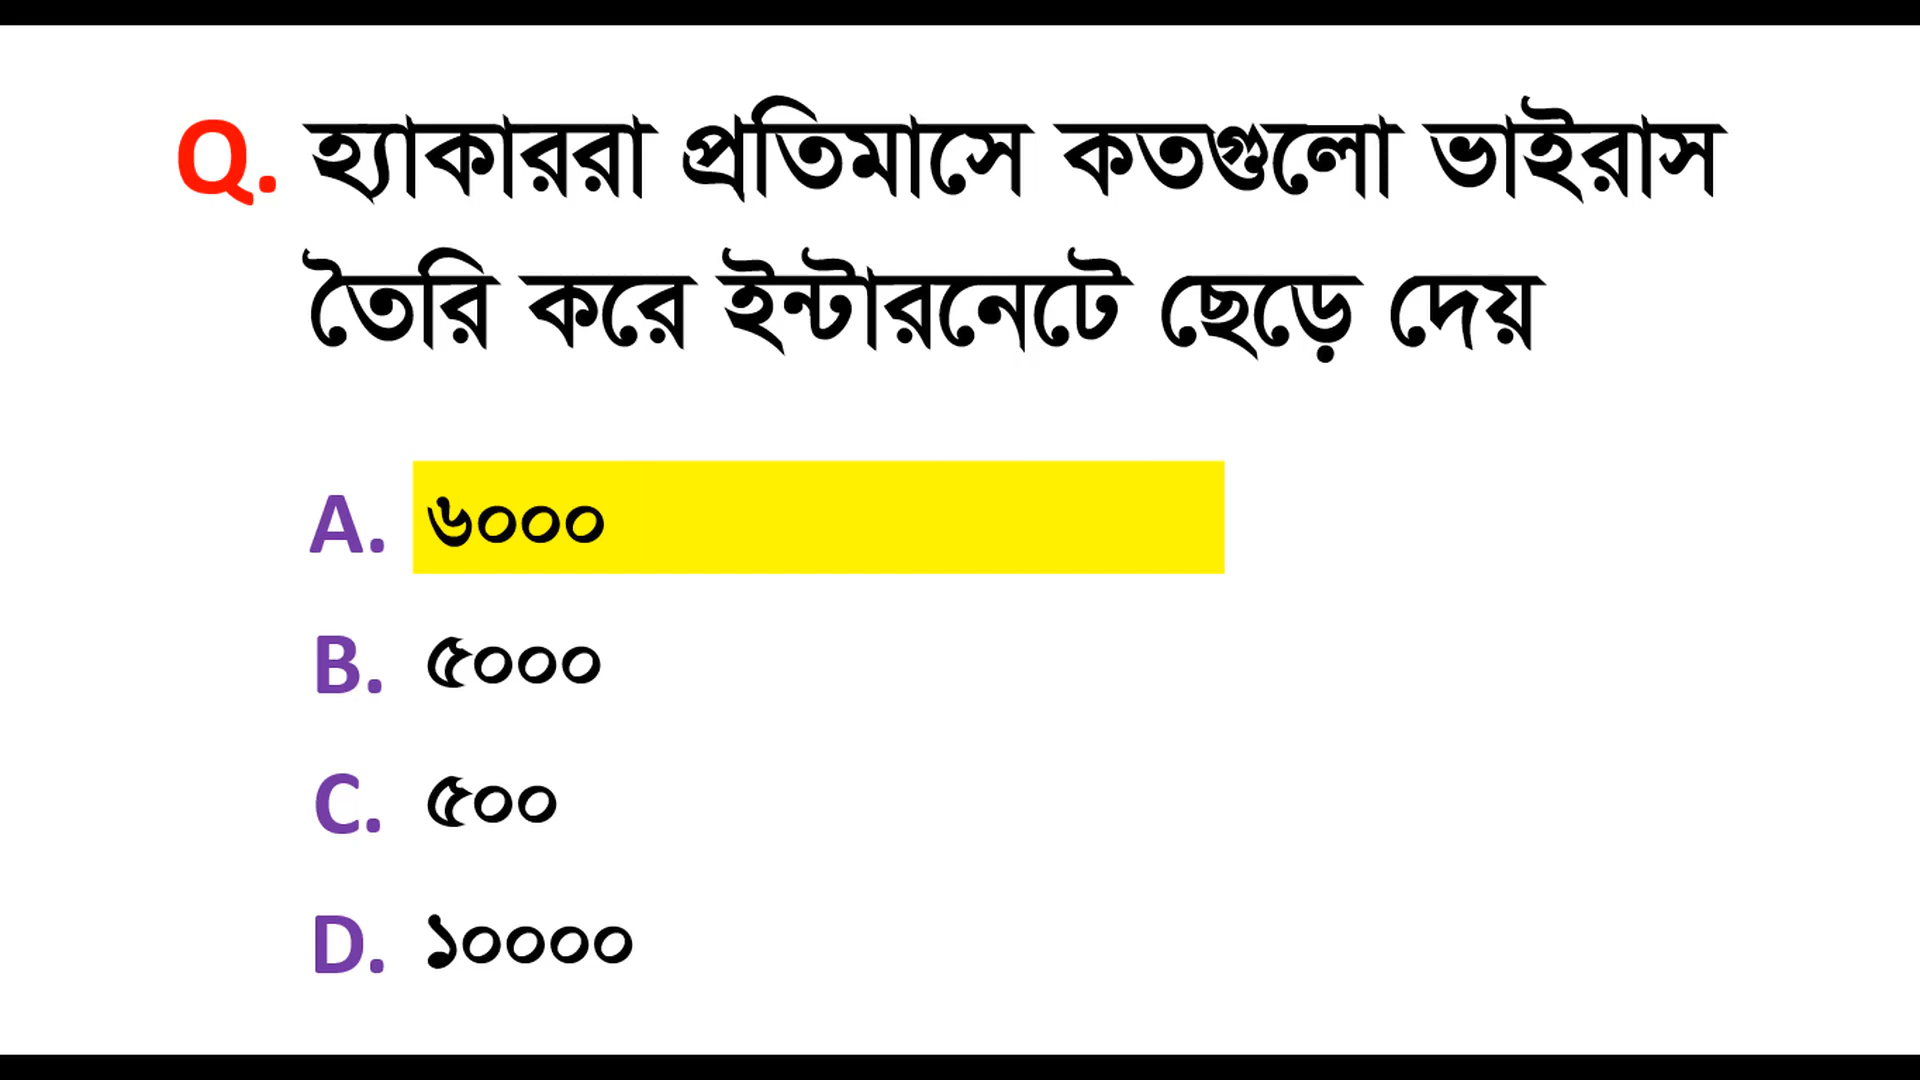 Q. হ্যাকাররা প্রতিমাসে কতগুলো ভাইরাস
তৈরি করে ইন্টারনেটে ছেড়ে দেয়
A. ৬০০০
B. ৫০০০
C. ৫০০
D. ১০০০০